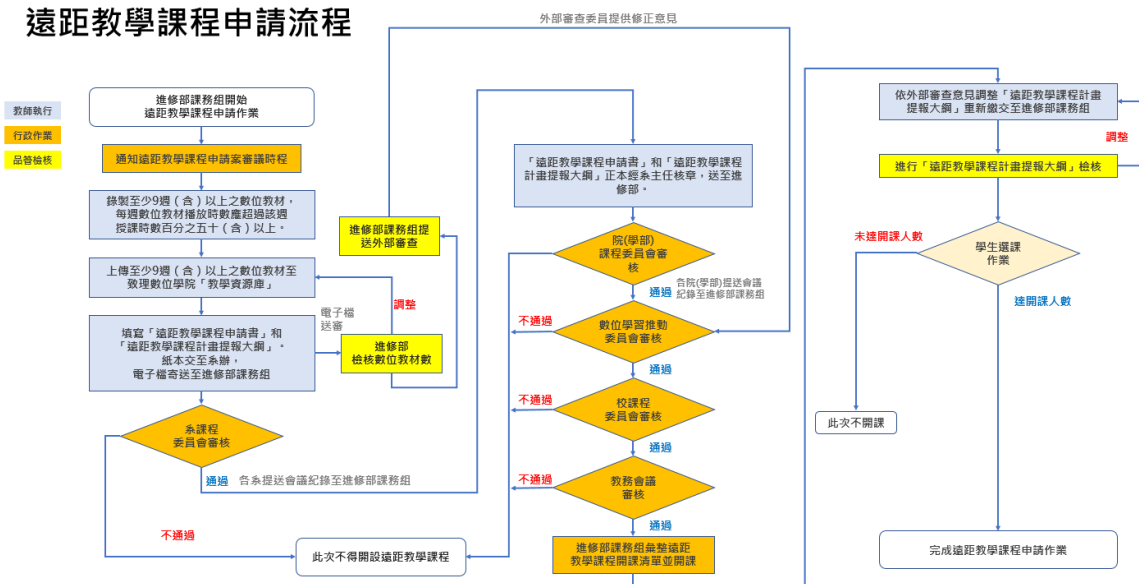 遠距教學課程申請流程
外部審查委員提供修正意見
教師執行
行政作業
品管檢核
進修部課務組開始
遠距教學課程申請作業
通知遠距教學課程申請案審議時程
錄製至少9週（含）以上之數位教材，
每週數位教材播放時數應超過該週
授課時數百分之五十（含）以上。
上傳至少9週（含）以上之數位教材至
致理數位學院「教學資源庫」
填寫「遠距教學課程申請書」和
「遠距教學課程計畫提報大綱」。
紙本交至系辦，
電子檔寄送至進修部課務組
電子檔
送審
調整
進修部
檢核數位教材數
進修部課務組提
送外部審查
系課程
委員會審核
通過
各系提送會議紀錄至進修部課務組
不通過
此次不得開設遠距教學課程
「遠距教學課程申請書」和「遠距教學課程
計畫提報大綱」正本經系主任核章，送至進
修部。
院(學部)
課程委員會審
核
通過
各院(學部)提送會議
紀錄至進修部課務組
不通過
數位學習推動
委員會審核
通過
不通過
校課程
委員會審核
通過
不通過
教務會議
審核
通過
進修部課務組彙整遠距
教學課程開課清單並開課
依外部審查意見調整「遠距教學課程計畫
提報大綱」重新繳交至進修部課務組
調整
進行「遠距教學課程計畫提報大綱」檢核
未達開課人數
學生選課
作業
達開課人數
此次不開課
完成遠距教學課程申請作業